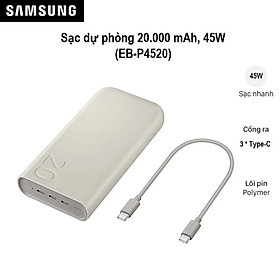 SAMSUNG
Sạc dự phòng 20.000 mAh, 45W
(EB-P4520)
45W
Sạc nhanh
Cổng ra
3 * Type-C
Lõi pin
Polymer
20